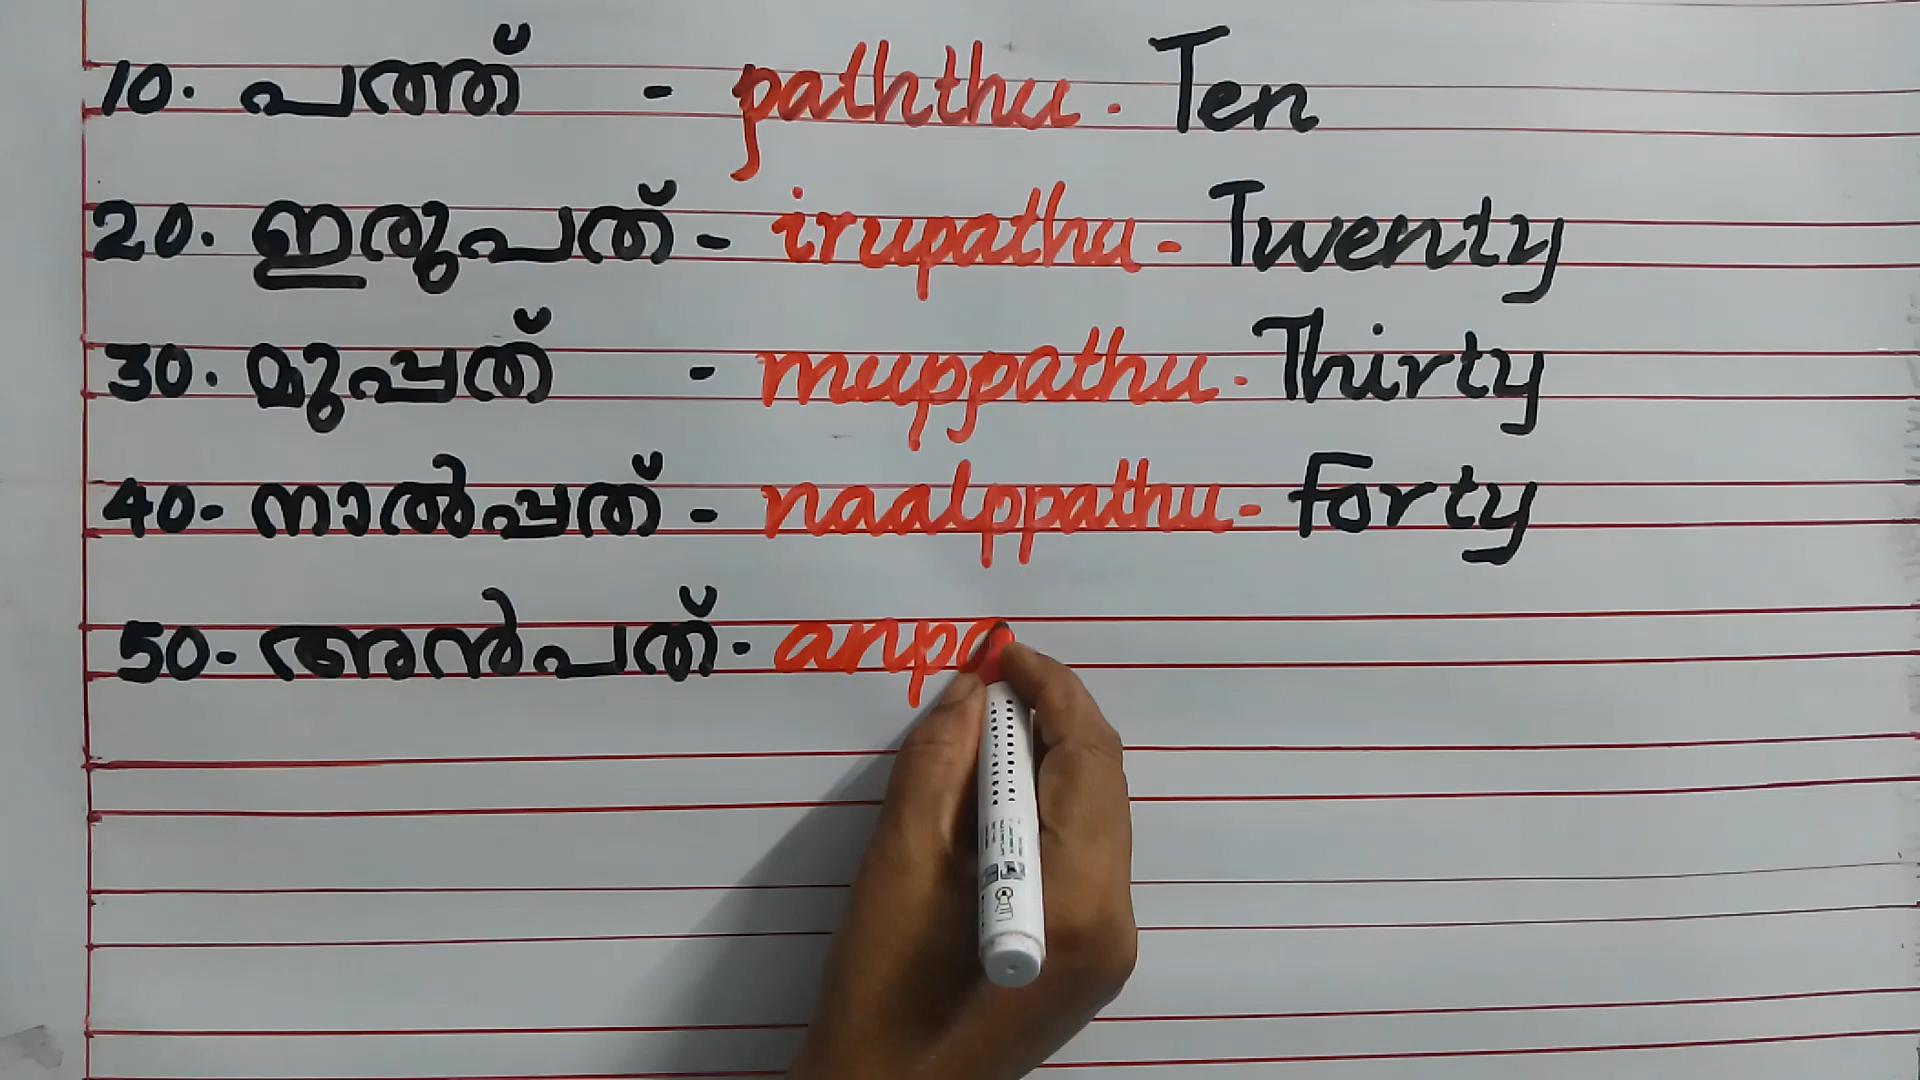 10. പത്ത് - paththu. Ten
20. ഇരുപത് - irupathu - Twenty
30. മുപ്പത് - muppathu. Thirty
40- നാൽപ്പത് - naalppathu - Forty
50- അൻപത് - anpa